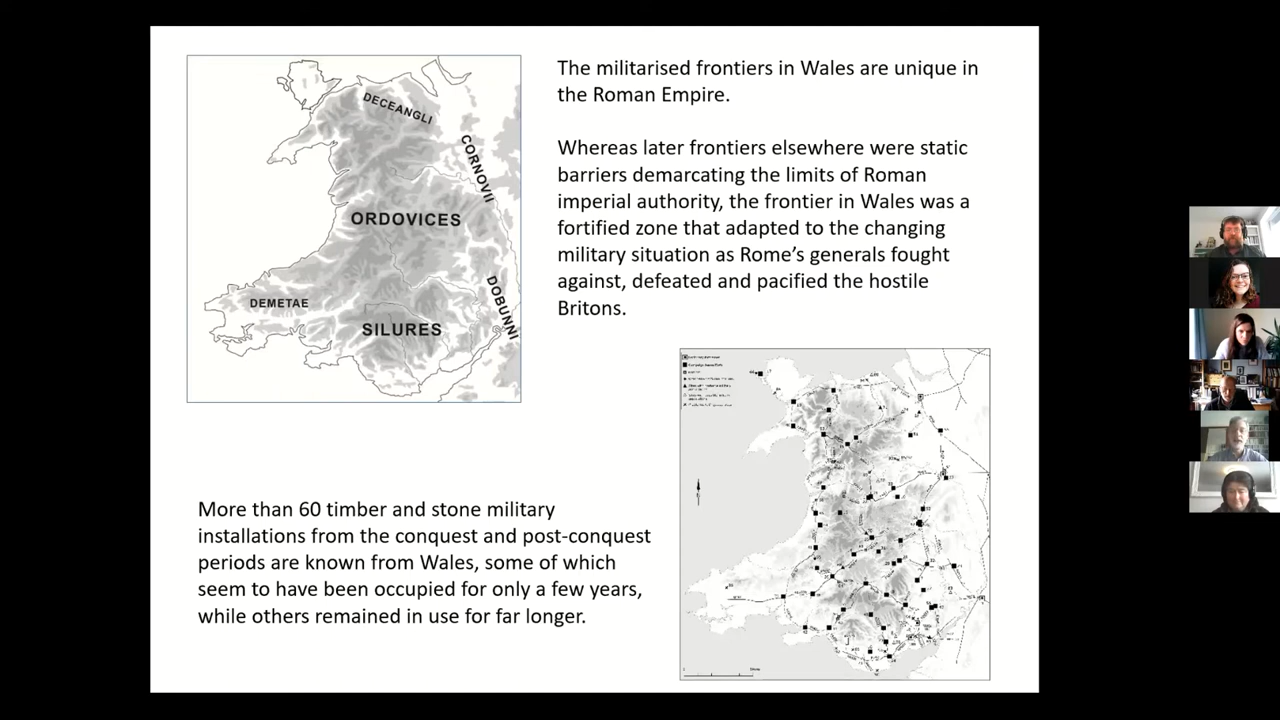 The militarised frontiers in Wales are unique in
the Roman Empire.
Whereas later frontiers elsewhere were static
barriers demarcating the limits of Roman
imperial authority, the frontier in Wales was a
fortified zone that adapted to the changing
military situation as Rome's generals fought
against, defeated and pacified the hostile
Britons.
DECEANGLI
CORNOVII
ORDOVICES
DEMETAE
DOBUNNI
SILURES
More than 60 timber and stone military
installations from the conquest and post-conquest
periods are known from Wales, some of which
seem to have been occupied for only a few years,
while others remained in use for far longer.